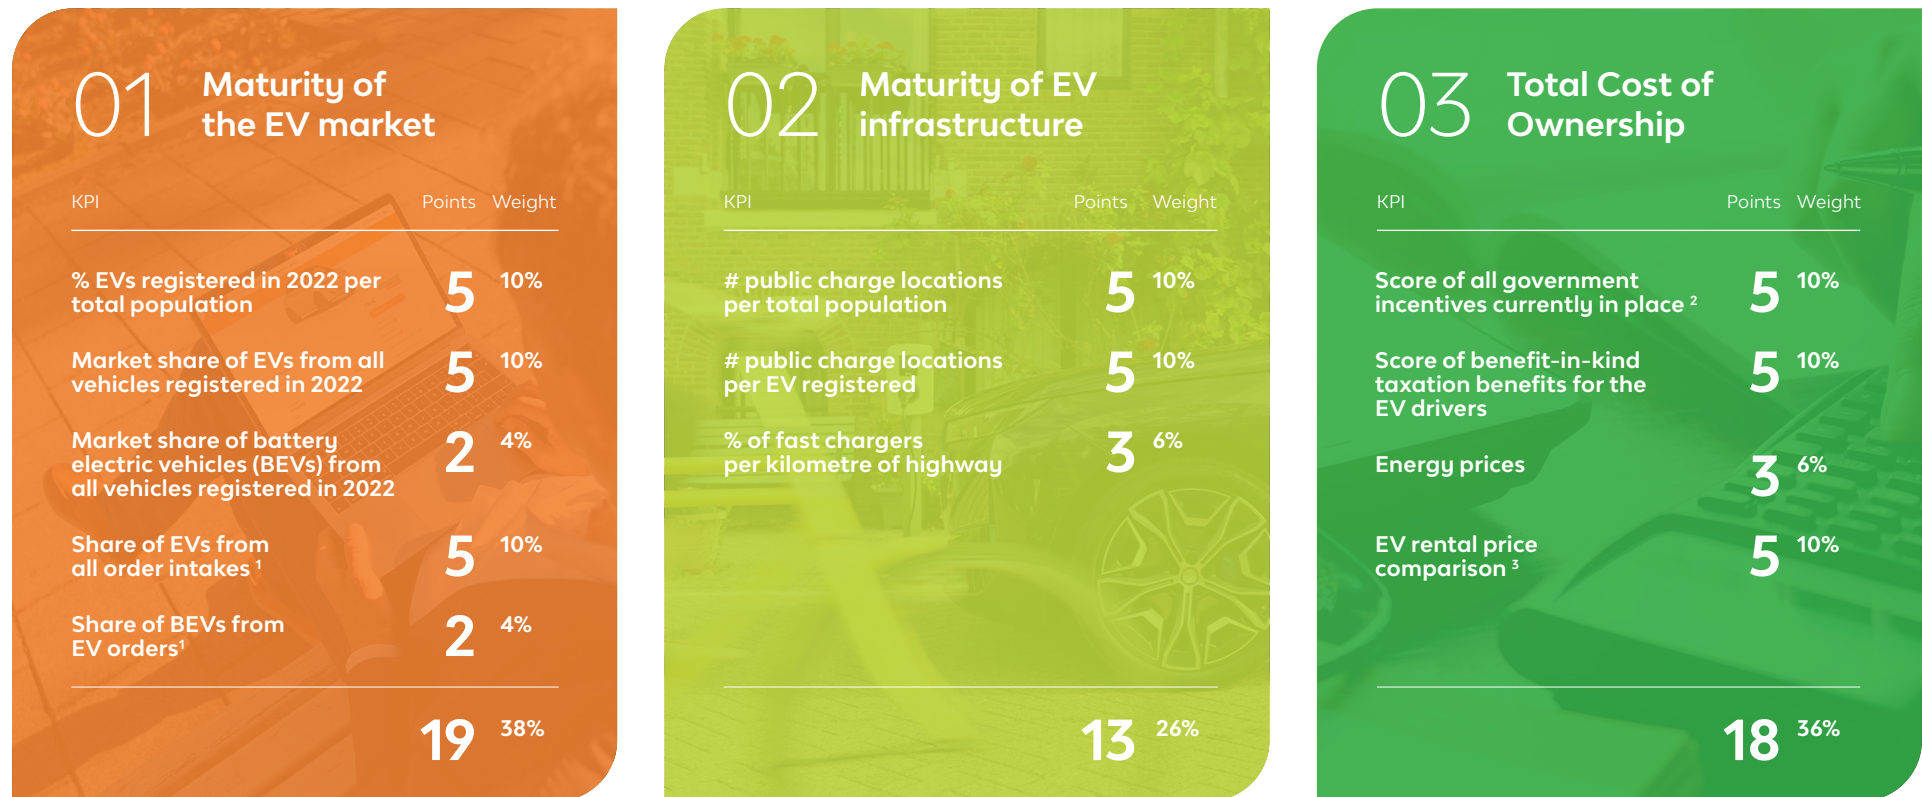 01 Maturity of
the EV market
KPI Points Weight
% EVs registered in 2022 per
total population 5 10%
Market share of EVs from all
vehicles registered in 2022 5 10%
Market share of battery
electric vehicles (BEVs) from
all vehicles registered in 2022 2 4%
Share of EVs from
all order intakes ¹ 5 10%
Share of BEVs from
EV orders¹ 2 4%
19 38%
02 Maturity of EV
infrastructure
KPI Points Weight
# public charge locations
per total population 5 10%
# public charge locations
per EV registered 5 10%
% of fast chargers
per kilometre of highway 3 6%
13 26%
03 Total Cost of
Ownership
KPI Points Weight
Score of all government
incentives currently in place ² 5 10%
Score of benefit-in-kind
taxation benefits for the
EV drivers 5 10%
Energy prices 3 6%
EV rental price
comparison ³ 5 10%
18 36%